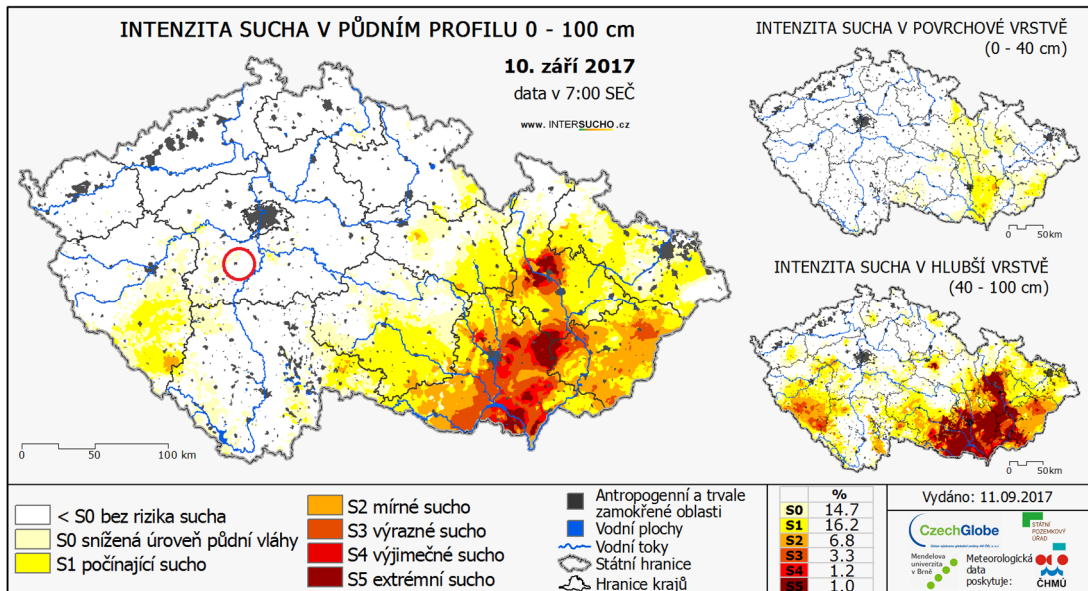 INTENZITA SUCHA V PŮDNÍM PROFILU 0 - 100 cm
10. září 2017
data v 7:00 SEČ
www. INTERSUCHO .cz
0 50 100 km
INTENZITA SUCHA V POVRCHOVÉ VRSTVĚ
(0 - 40 cm)
0 50km
INTENZITA SUCHA V HLUBŠÍ VRSTVĚ
(40 - 100 cm)
0 50km
< S0 bez rizika sucha
S0 snížená úroveň půdní vláhy
S1 počínající sucho
S2 mírné sucho
S3 výrazné sucho
S4 výjimečné sucho
S5 extrémní sucho
Antropogenní a trvale
zamokřené oblasti
Vodní plochy
Vodní toky
Státní hranice
Hranice krajů
%
S0 14.7
S1 16.2
S2 6.8
S3 3.3
S4 1.2
S5 1.0
Vydáno: 11.09.2017
CzechGlobe
STÁTNÍ
POZEMKOVÝ
ÚŘAD
Mendelova
univerzita
v Brně
Meteorologická
data
poskytuje:
ČHMÚ